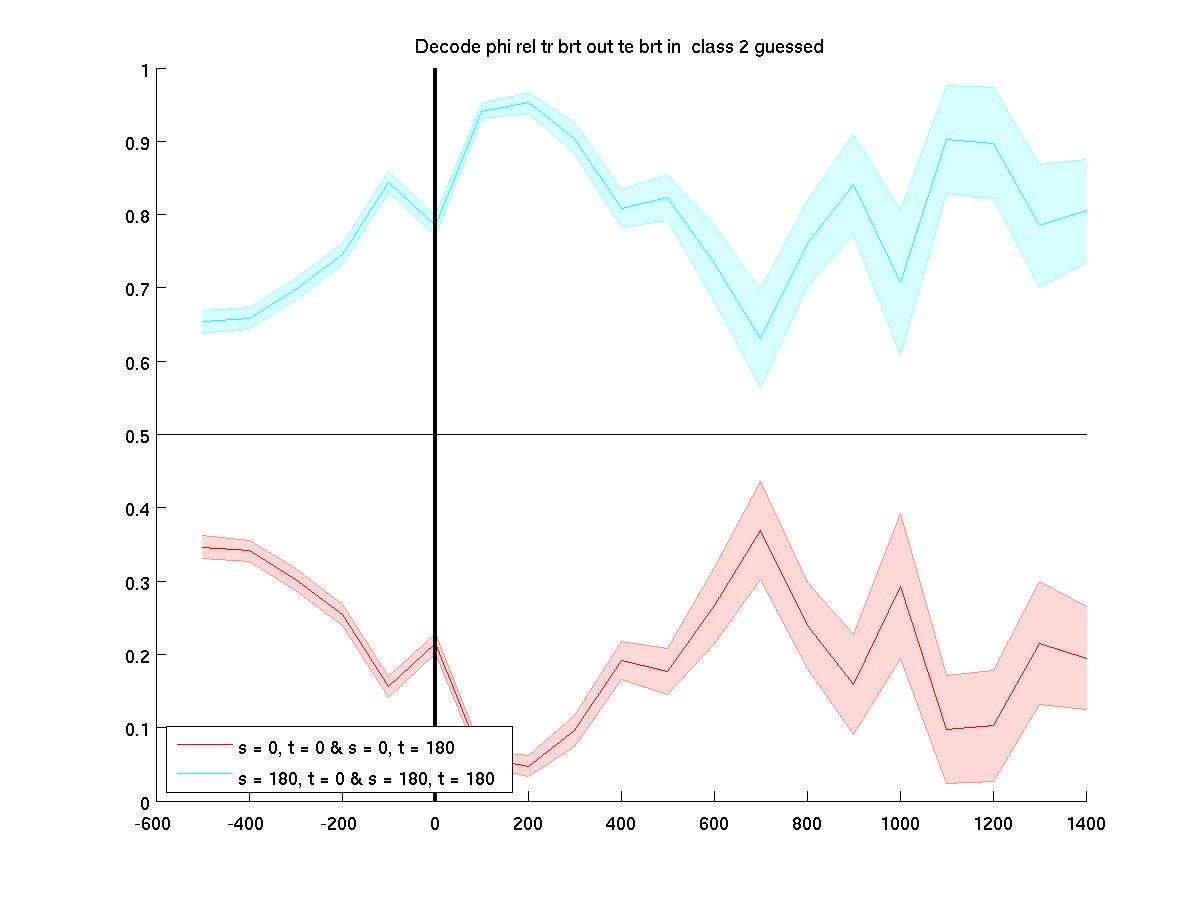 Decode phi rel tr brt out te brt in class 2 guessed
1
0.9
0.8
0.7
0.6
0.5
0.4
0.3
0.2
0.1
0
s = 0, t = 0 & s = 0, t = 180
s = 180, t = 0 & s = 180, t = 180
-600 -400 -200 0 200 400 600 800 1000 1200 1400